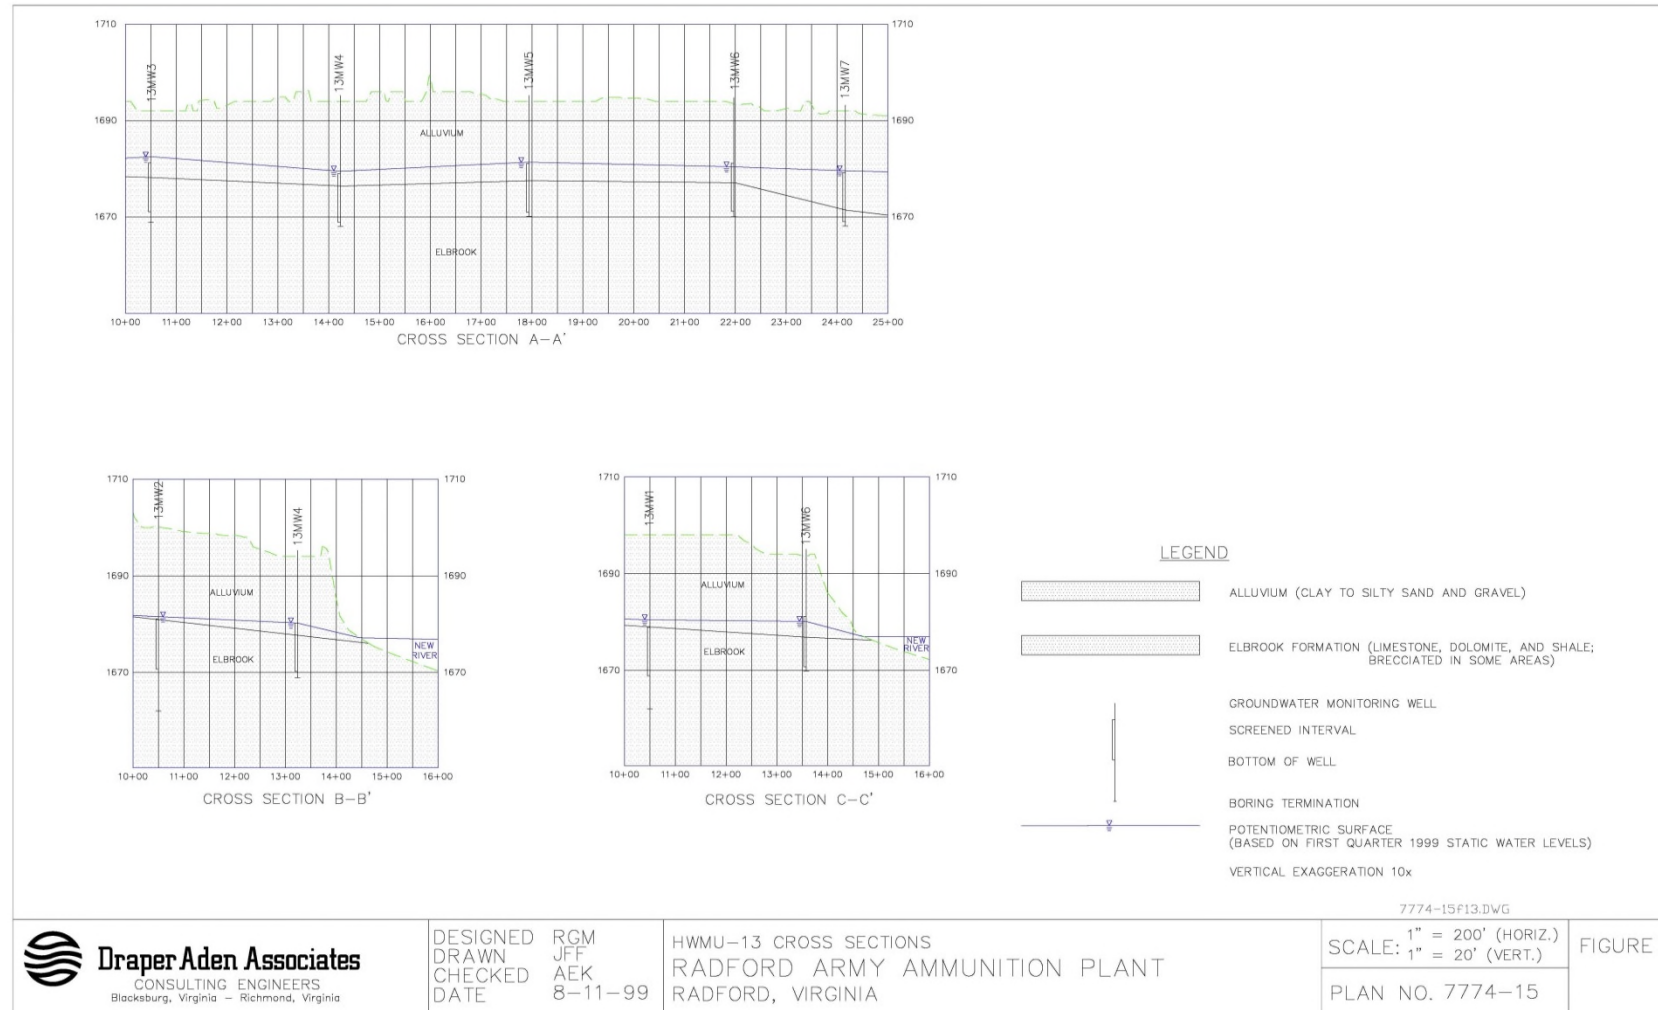 1710 1710
13MW3 13MW4 13MW5 13MW6 13MW7
1690 1690
ALLUVIUM
1670 1670
ELBROOK
10+00 11+00 12+00 13+00 14+00 15+00 16+00 17+00 18+00 19+00 20+00 21+00 22+00 23+00 24+00 25+00
CROSS SECTION A-A'
1710 1710
13MW2 13MW4
1690 1690
ALLUVIUM
ELBROOK
NEW
RIVER
1670 1670
10+00 11+00 12+00 13+00 14+00 15+00 16+00
CROSS SECTION B-B'
1710 1710
13MW1 13MW6
1690 1690
ALLUVIUM
ELBROOK
NEW
RIVER
1670 1670
10+00 11+00 12+00 13+00 14+00 15+00 16+00
CROSS SECTION C-C'
LEGEND
ALLUVIUM (CLAY TO SILTY SAND AND GRAVEL)
ELBROOK FORMATION (LIMESTONE, DOLOMITE, AND SHALE;
BRECCIATED IN SOME AREAS)
GROUNDWATER MONITORING WELL
SCREENED INTERVAL
BOTTOM OF WELL
BORING TERMINATION
POTENTIOMETRIC SURFACE
(BASED ON FIRST QUARTER 1999 STATIC WATER LEVELS)
VERTICAL EXAGGERATION 10x
7774-15f13.DWG
Draper Aden Associates
CONSULTING ENGINEERS
Blacksburg, Virginia - Richmond, Virginia
DESIGNED RGM
DRAWN JFF
CHECKED AEK
DATE 8-11-99
HWMU-13 CROSS SECTIONS
RADFORD ARMY AMMUNITION PLANT
RADFORD, VIRGINIA
SCALE: 1" = 200' (HORIZ.)
1" = 20' (VERT.)
PLAN NO. 7774-15
FIGURE